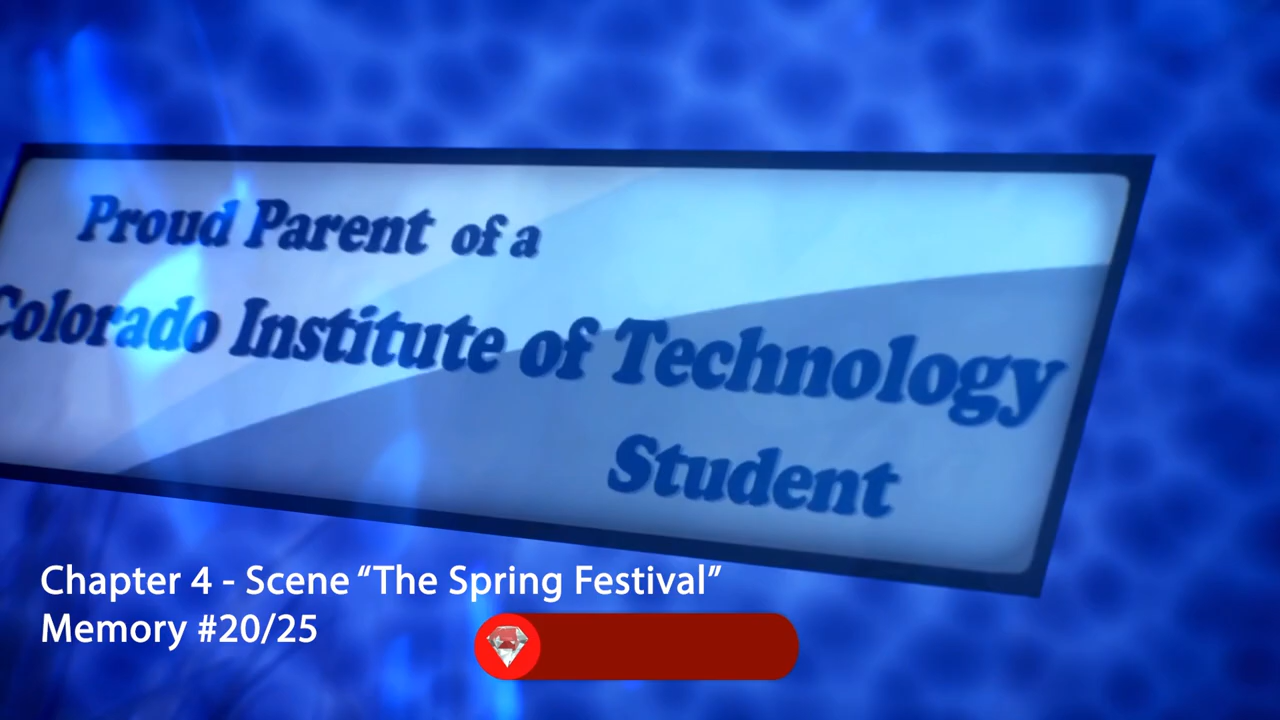 Proud Parent of a
Colorado Institute of Technology
Student
Chapter 4 - Scene “The Spring Festival”
Memory #20/25